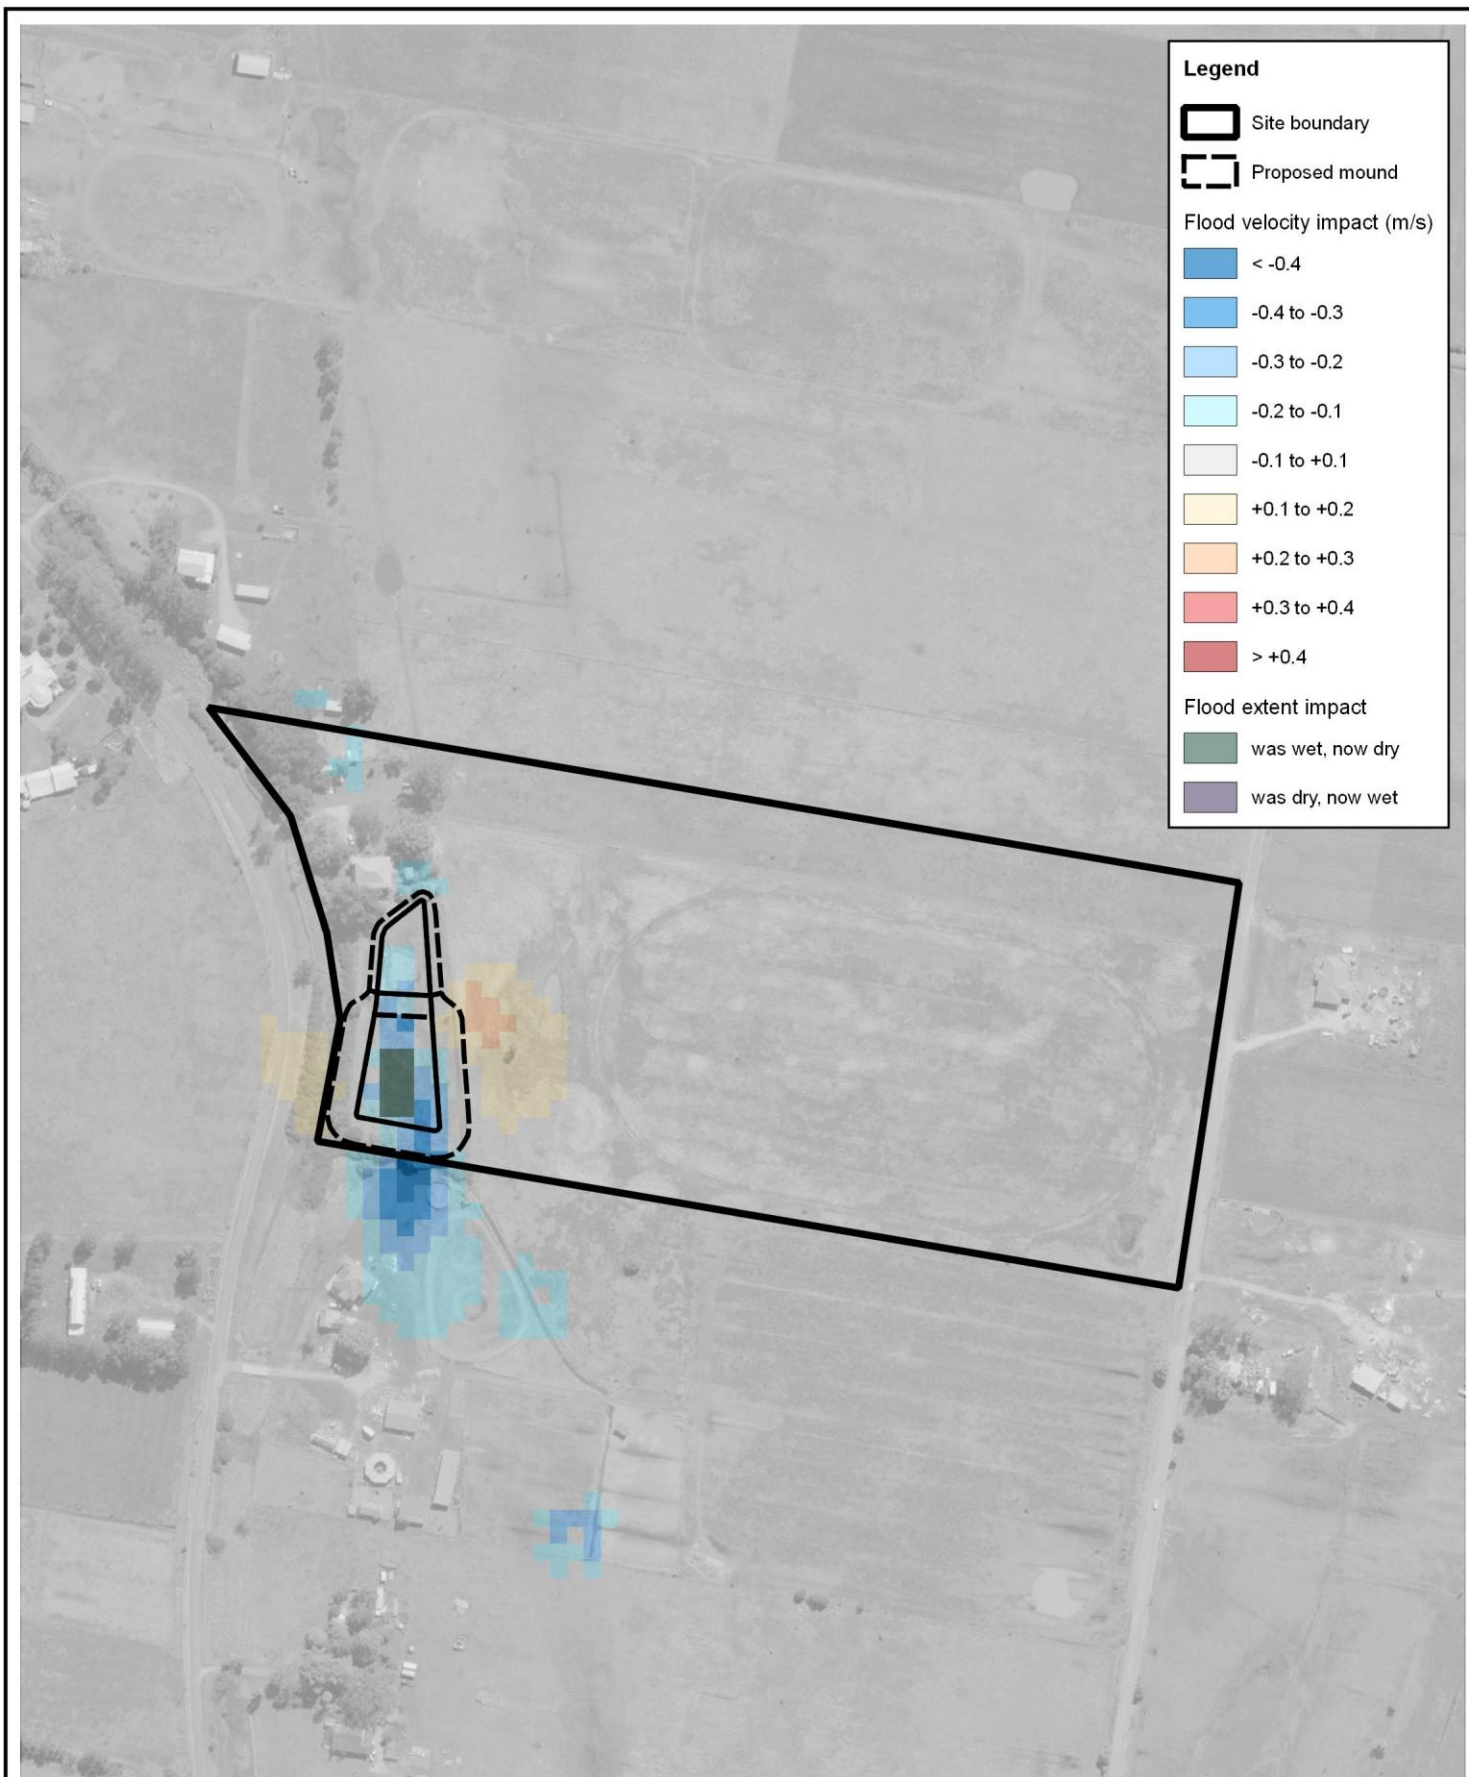 Legend
Site boundary
Proposed mound
Flood velocity impact (m/s)
< -0.4
-0.4 to -0.3
-0.3 to -0.2
-0.2 to -0.1
-0.1 to +0.1
+0.1 to +0.2
+0.2 to +0.3
+0.3 to +0.4
> +0.4
Flood extent impact
was wet, now dry
was dry, now wet